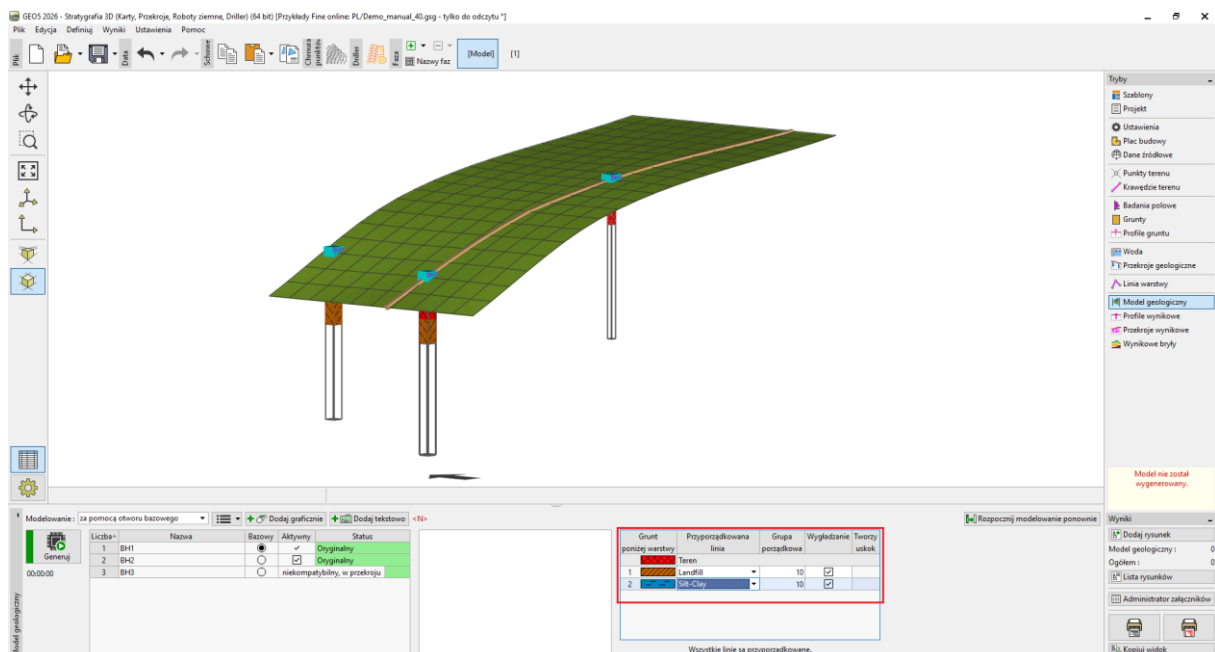 GEO5 2026 - Stratygrafia 3D (Karty, Przekroje, Roboty ziemne, Driller) (64 bit) [Przykłady Fine online: PL/Demo_manual_40.gsg - tylko do odczytu *]
Plik Edycja Definiuj Wyniki Ustawienia Pomoc
Plik Data Schowek Chmura punktów Driller Faza Nazwy faz [Model] [1]
Tryby
Szablony
Projekt
Ustawienia
Plac budowy
Dane źródłowe
Punkty terenu
Krawędzie terenu
Badania polowe
Grunty
Profile gruntu
Woda
Przekroje geologiczne
Linia warstwy
Model geologiczny
Profile wynikowe
Przekroje wynikowe
Wynikowe bryły
Model nie został
wygenerowany.
Modelowanie: za pomocą otworu bazowego Dodaj graficznie Dodaj tekstowo <N>
Generuj
00:00:00
Liczba Nazwa Bazowy Aktywny Status
1 BH1 Oryginalny
2 BH2 Oryginalny
3 BH3 niekompatybilny, w przekroju
Rozpocznij modelowanie ponownie
Grunt Przyporządkowana Grupa Wygładzanie Tworzy
poniżej warstwy linia porządkowa uskok
Teren
1 Landfill 10
2 Silt-Clay 10
Wszystkie linie są przyporządkowane.
Model geologiczny
Wyniki
Dodaj rysunek
Model geologiczny : 0
Ogółem : 0
Lista rysunków
Administrator załączników
Kopiuj widok